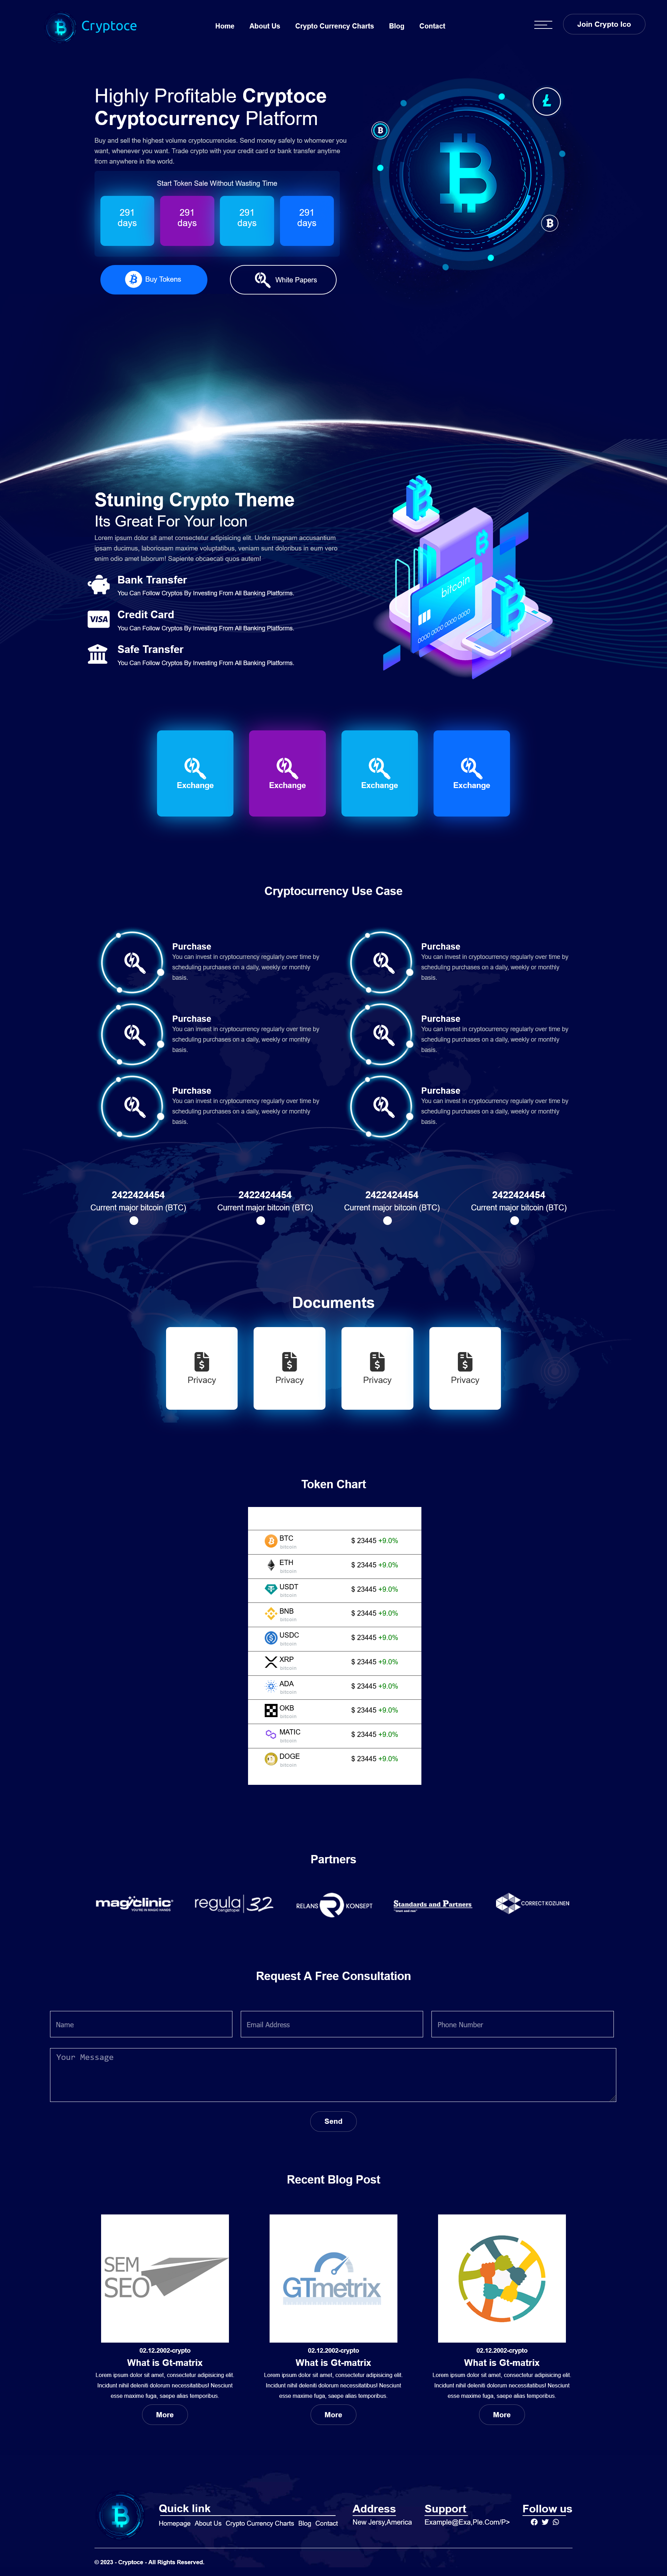 Cryptoce
Home About Us Crypto Currency Charts Blog Contact
Join Crypto Ico
Highly Profitable Cryptoce
Cryptocurrency Platform
Buy and sell the highest volume cryptocurrencies. Send money safely to whomever you
want, whenever you want. Trade crypto with your credit card or bank transfer anytime
from anywhere in the world.
Start Token Sale Without Wasting Time
291 291 291 291
days days days days
Buy Tokens White Papers
Stuning Crypto Theme
Its Great For Your Icon
Lorem ipsum dolor sit amet consectetur adipisicing elit. Unde magnam accusantium
ipsam ducimus, laboriosam maxime voluptatibus, veniam sunt doloribus in eum vero
enim odio amet laborum! Sapiente obcaecati quos autem!
Bank Transfer
You Can Follow Cryptos By Investing From All Banking Platforms.
VISA
Credit Card
You Can Follow Cryptos By Investing From All Banking Platforms.
Safe Transfer
You Can Follow Cryptos By Investing From All Banking Platforms.
bitcoin
0000 0000 0000 0000
Exchange Exchange Exchange Exchange
Cryptocurrency Use Case
Purchase
You can invest in cryptocurrency regularly over time by
scheduling purchases on a daily, weekly or monthly
basis.
Purchase
You can invest in cryptocurrency regularly over time by
scheduling purchases on a daily, weekly or monthly
basis.
Purchase
You can invest in cryptocurrency regularly over time by
scheduling purchases on a daily, weekly or monthly
basis.
Purchase
You can invest in cryptocurrency regularly over time by
scheduling purchases on a daily, weekly or monthly
basis.
Purchase
You can invest in cryptocurrency regularly over time by
scheduling purchases on a daily, weekly or monthly
basis.
Purchase
You can invest in cryptocurrency regularly over time by
scheduling purchases on a daily, weekly or monthly
basis.
2422424454 2422424454 2422424454 2422424454
Current major bitcoin (BTC) Current major bitcoin (BTC) Current major bitcoin (BTC) Current major bitcoin (BTC)
Documents
Privacy Privacy Privacy Privacy
Token Chart
BTC $ 23445 +9.0%
bitcoin
ETH $ 23445 +9.0%
bitcoin
USDT $ 23445 +9.0%
bitcoin
BNB $ 23445 +9.0%
bitcoin
USDC $ 23445 +9.0%
bitcoin
XRP $ 23445 +9.0%
bitcoin
ADA $ 23445 +9.0%
bitcoin
OKB $ 23445 +9.0%
bitcoin
MATIC $ 23445 +9.0%
bitcoin
DOGE $ 23445 +9.0%
bitcoin
Partners
magiclinic
YOU'RE IN MAGIC HANDS
regula 32
RELANS KONSEPT
Standards and Partners
CORRECT KOZIJNEN
Request A Free Consultation
Name Email Address Phone Number
Your Message
Send
Recent Blog Post
SEM
SEO
GTmetrix
02.12.2002-crypto 02.12.2002-crypto 02.12.2002-crypto
What is Gt-matrix What is Gt-matrix What is Gt-matrix
Lorem ipsum dolor sit amet, consectetur adipisicing elit. Lorem ipsum dolor sit amet, consectetur adipisicing elit. Lorem ipsum dolor sit amet, consectetur adipisicing elit.
Incidunt nihil deleniti dolorum necessitatibus! Nesciunt Incidunt nihil deleniti dolorum necessitatibus! Nesciunt Incidunt nihil deleniti dolorum necessitatibus! Nesciunt
esse maxime fuga, saepe alias temporibus. esse maxime fuga, saepe alias temporibus. esse maxime fuga, saepe alias temporibus.
More More More
Quick link Address Support Follow us
Homepage About Us Crypto Currency Charts Blog Contact New Jersy,America Example@Exa,Ple.Com/P>
© 2023 - Cryptoce - All Rights Reserved.